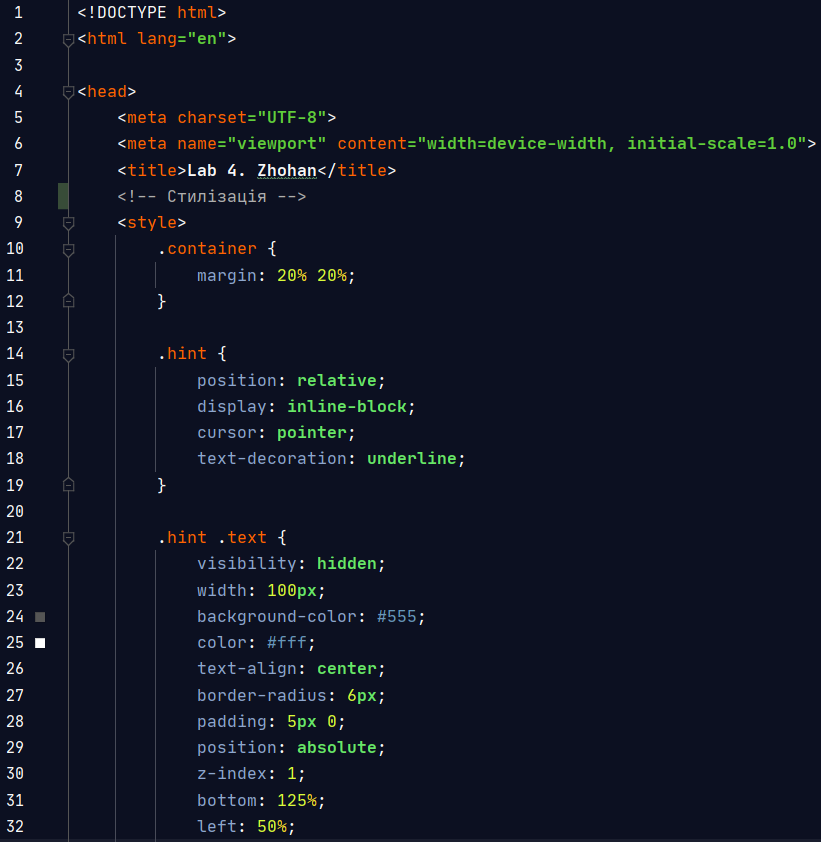 1 <!DOCTYPE html>
2 <html lang="en">
3
4 <head>
5     <meta charset="UTF-8">
6     <meta name="viewport" content="width=device-width, initial-scale=1.0">
7     <title>Lab 4. Zhohan</title>
8     <!-- Стилізація -->
9     <style>
10         .container {
11             margin: 20% 20%;
12         }
13
14         .hint {
15             position: relative;
16             display: inline-block;
17             cursor: pointer;
18             text-decoration: underline;
19         }
20
21         .hint .text {
22             visibility: hidden;
23             width: 100px;
24             background-color: #555;
25             color: #fff;
26             text-align: center;
27             border-radius: 6px;
28             padding: 5px 0;
29             position: absolute;
30             z-index: 1;
31             bottom: 125%;
32             left: 50%;